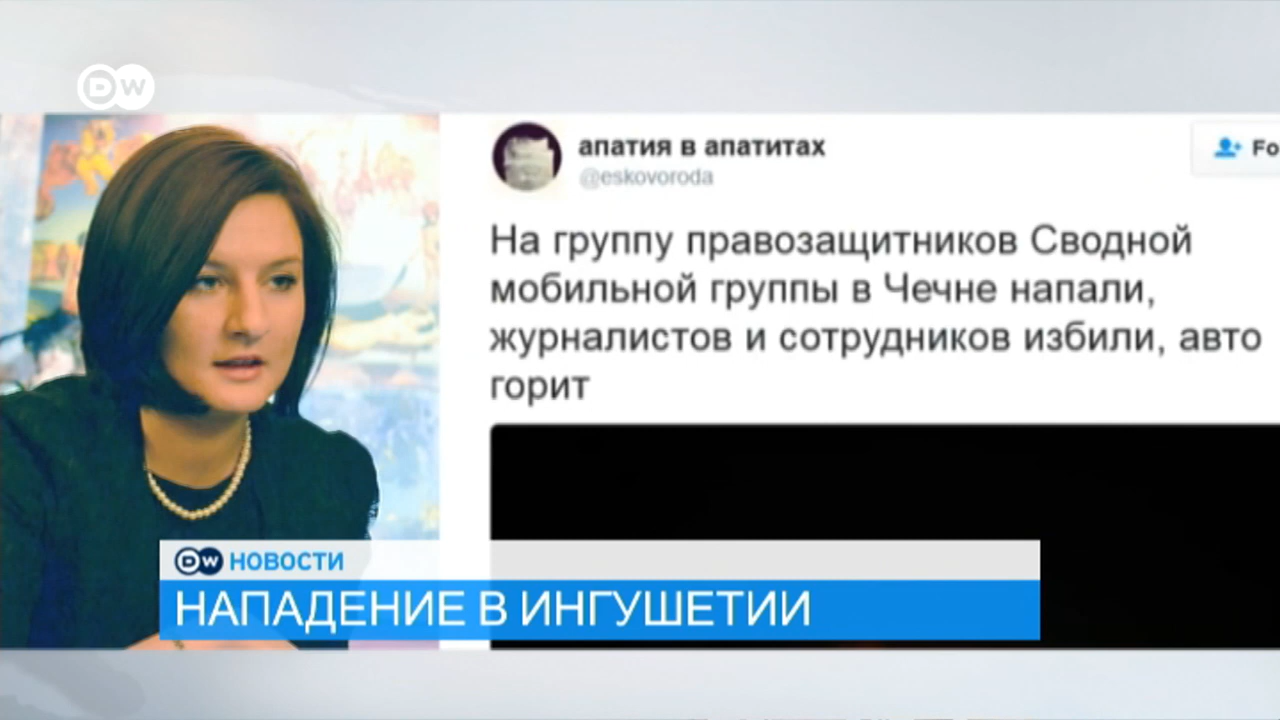 DW
апатия в апатитах
@eskovoroda
Fo
На группу правозащитников Сводной
мобильной группы в Чечне напали,
журналистов и сотрудников избили, авто
горит
DW НОВОСТИ
НАПАДЕНИЕ В ИНГУШЕТИИ